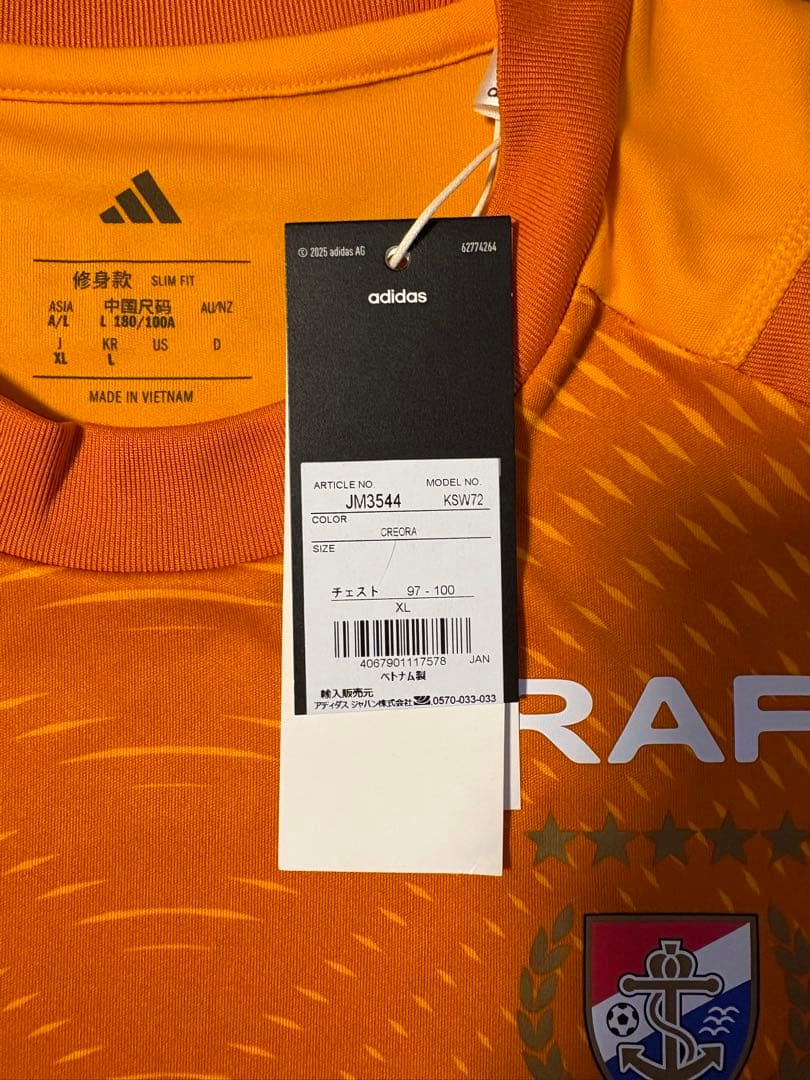 修身款 SLIM FIT
ASIA 中国尺码 AU/NZ
A/L L 180/100A
J KR US D
XL L
MADE IN VIETNAM
© 2025 adidas AG 62774264
adidas
ARTICLE NO. MODEL NO.
JM3544 KSW72
COLOR
CREORA
SIZE
チェスト 97 - 100
XL
4067901117578 JAN
ベトナム製
輸入販売元
アディダス ジャパン株式会社 0570-033-033
RAF